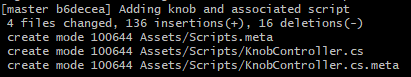 [master b6decea] Adding knob and associated script
4 files changed, 136 insertions(+), 16 deletions(-)
create mode 100644 Assets/Scripts.meta
create mode 100644 Assets/Scripts/KnobController.cs
create mode 100644 Assets/Scripts/KnobController.cs.meta